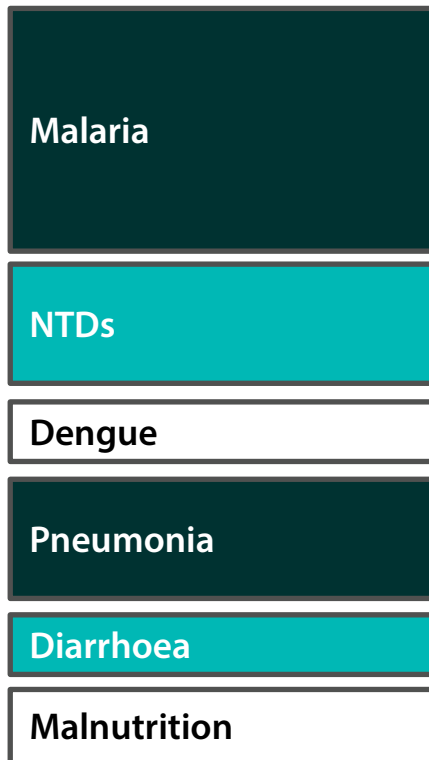 Malaria
NTDs
Dengue
Pneumonia
Diarrhoea
Malnutrition